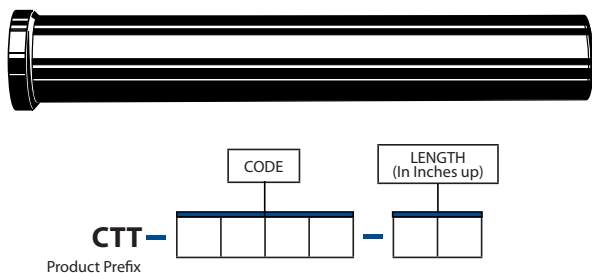 CODE
LENGTH
(In Inches up)
CTT
Product Prefix